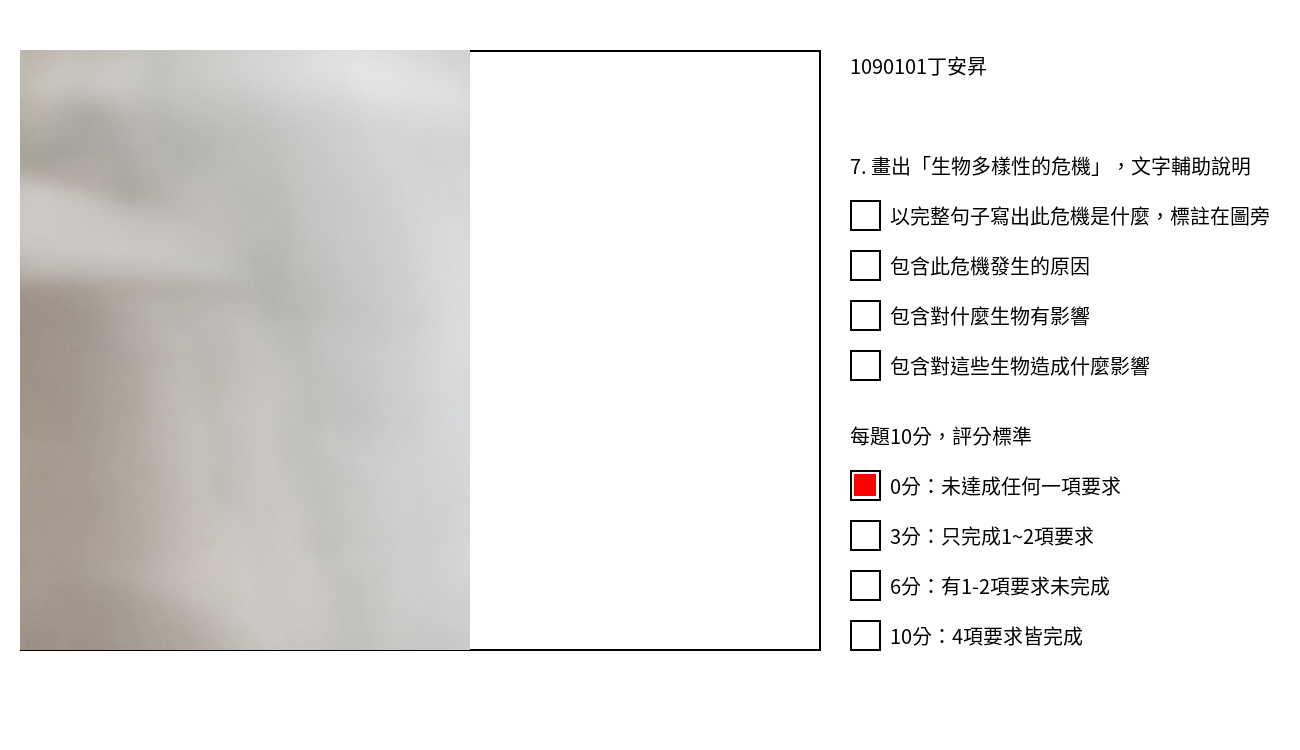 1090101丁安昇
7. 畫出「生物多樣性的危機」，文字輔助說明
以完整句子寫出此危機是什麼，標註在圖旁
包含此危機發生的原因
包含對什麼生物有影響
包含對這些生物造成什麼影響
每題10分，評分標準
0分：未達成任何一項要求
3分：只完成1~2項要求
6分：有1-2項要求未完成
10分：4項要求皆完成